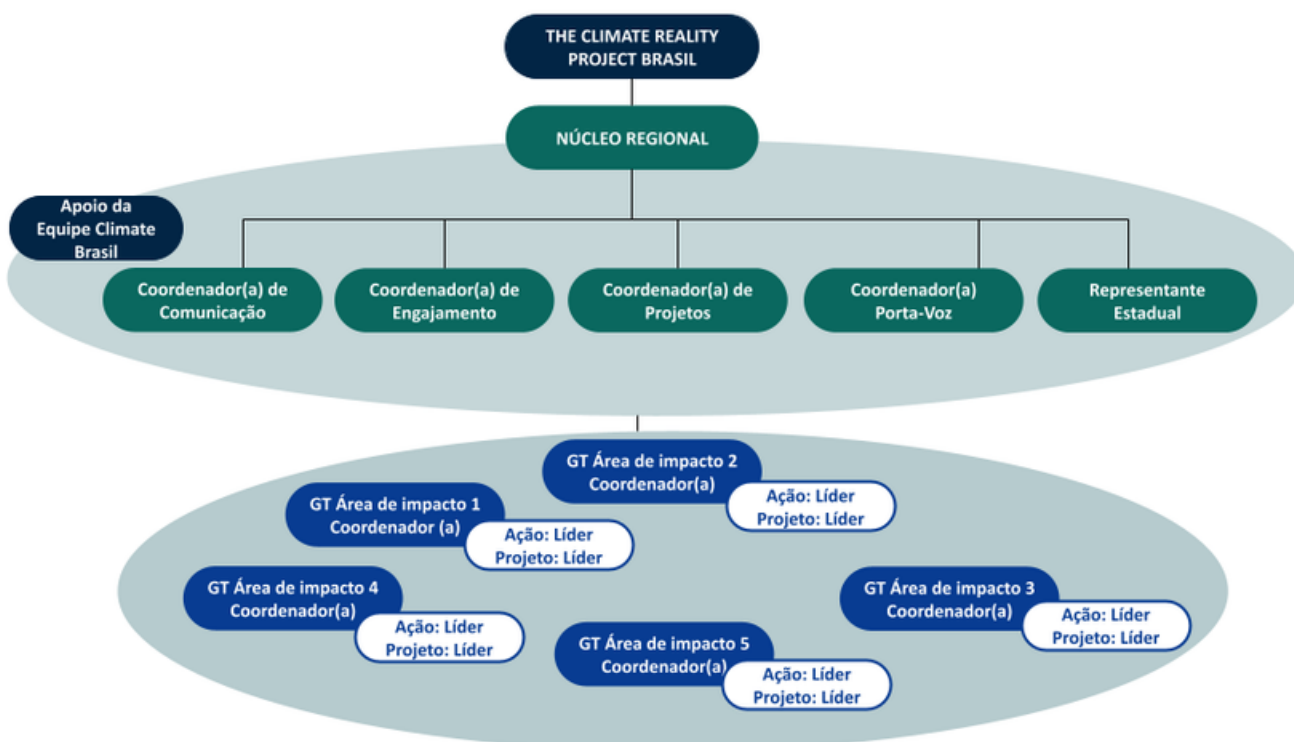 THE CLIMATE REALITY
PROJECT BRASIL
NÚCLEO REGIONAL
Apoio da
Equipe Climate
Brasil
Coordenador(a) de
Comunicação
Coordenador(a) de
Engajamento
Coordenador(a) de
Projetos
Coordenador(a)
Porta-Voz
Representante
Estadual
GT Área de impacto 2
Coordenador(a)
Ação: Líder
Projeto: Líder
GT Área de impacto 1
Coordenador (a)
Ação: Líder
Projeto: Líder
GT Área de impacto 4
Coordenador(a)
Ação: Líder
Projeto: Líder
GT Área de impacto 3
Coordenador(a)
Ação: Líder
Projeto: Líder
GT Área de impacto 5
Coordenador(a)
Ação: Líder
Projeto: Líder